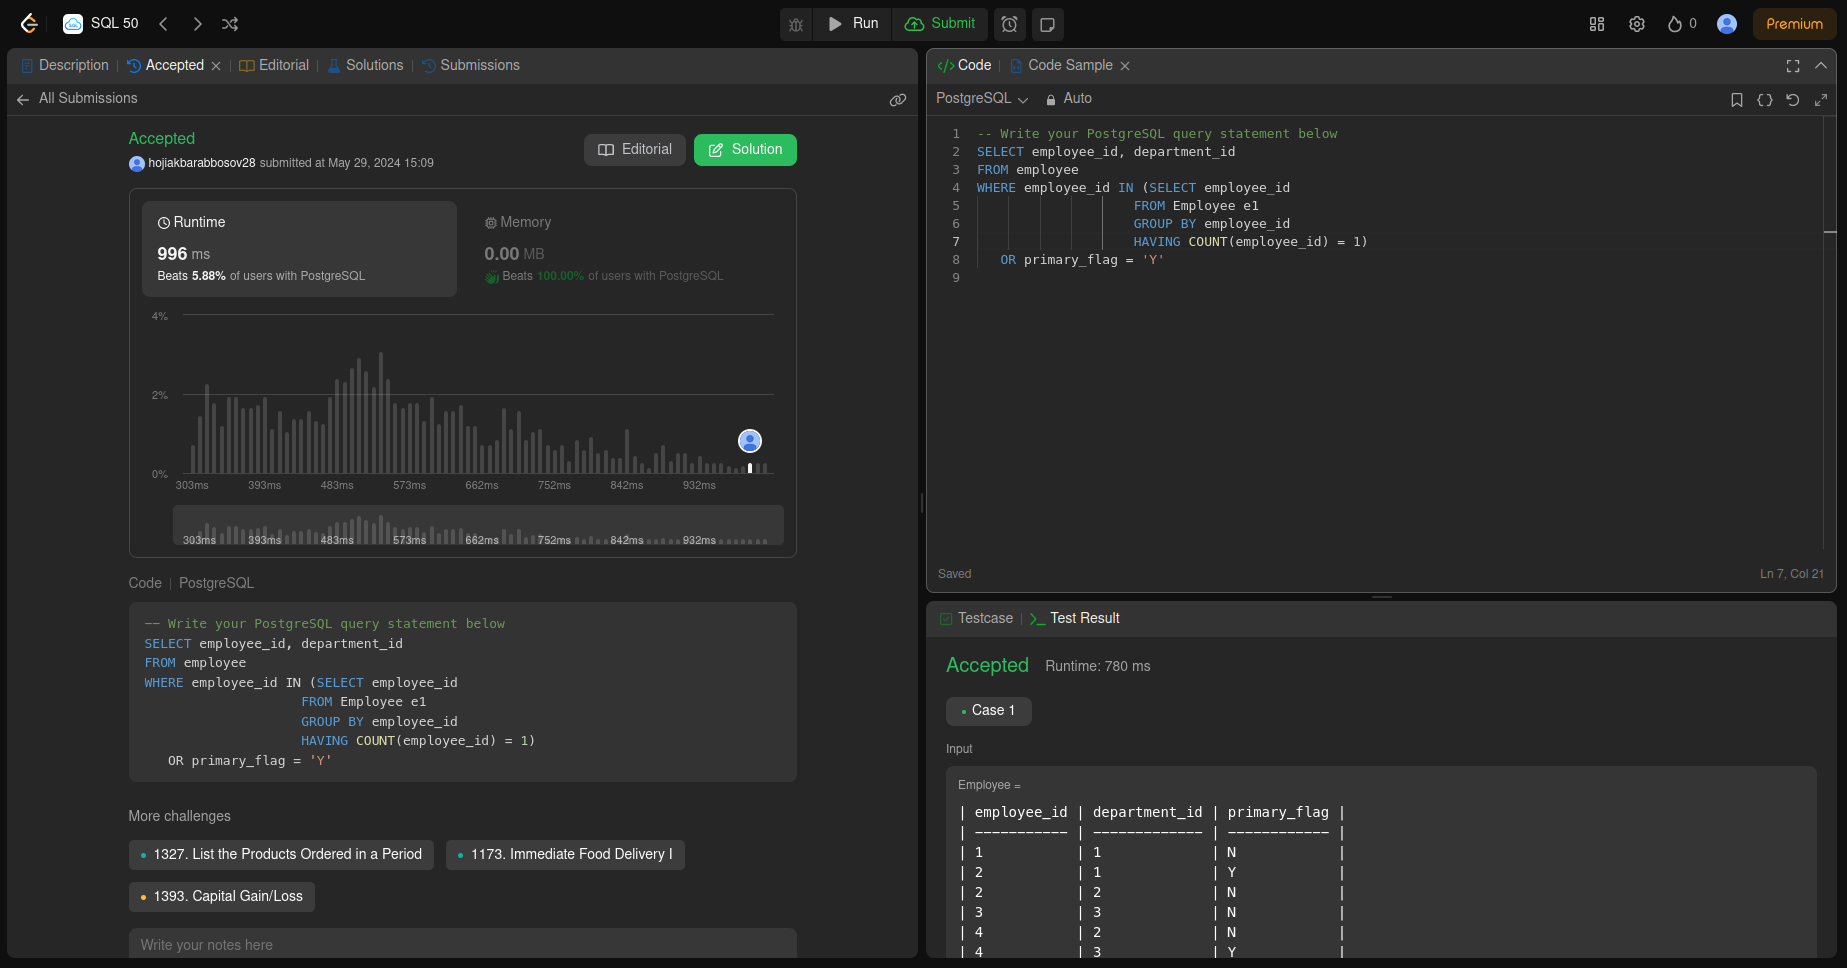 SQL 50
Run
Submit
0
Premium
Description
Accepted
Editorial
Solutions
Submissions
All Submissions
Accepted
hojiakbarabbosov28 submitted at May 29, 2024 15:09
Editorial
Solution
Runtime
996 ms
Beats 5.88% of users with PostgreSQL
Memory
0.00 MB
Beats 100.00% of users with PostgreSQL
4%
2%
0%
303ms 393ms 483ms 573ms 662ms 752ms 842ms 932ms
303ms 393ms 483ms 573ms 662ms 752ms 842ms 932ms
Code | PostgreSQL
-- Write your PostgreSQL query statement below
SELECT employee_id, department_id
FROM employee
WHERE employee_id IN (SELECT employee_id
FROM Employee e1
GROUP BY employee_id
HAVING COUNT(employee_id) = 1)
OR primary_flag = 'Y'
More challenges
1327. List the Products Ordered in a Period
1173. Immediate Food Delivery I
1393. Capital Gain/Loss
Write your notes here
</> Code
Code Sample
PostgreSQL
Auto
1 -- Write your PostgreSQL query statement below
2 SELECT employee_id, department_id
3 FROM employee
4 WHERE employee_id IN (SELECT employee_id
5 FROM Employee e1
6 GROUP BY employee_id
7 HAVING COUNT(employee_id) = 1)
8 OR primary_flag = 'Y'
9
Saved
Ln 7, Col 21
Testcase
Test Result
Accepted Runtime: 780 ms
Case 1
Input
Employee =
| employee_id | department_id | primary_flag |
| ----------- | ------------- | ------------ |
| 1 | 1 | N |
| 2 | 1 | Y |
| 2 | 2 | N |
| 3 | 3 | N |
| 4 | 2 | N |
| 4 | 3 | Y |